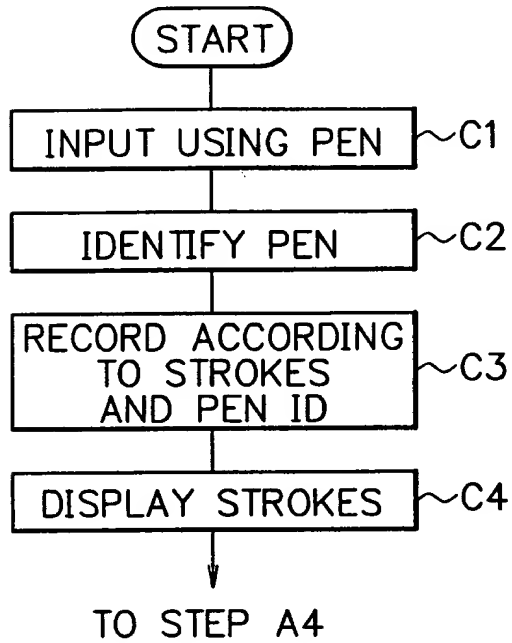 START
INPUT USING PEN
C1
IDENTIFY PEN
C2
RECORD ACCORDING
TO STROKES
AND PEN ID
C3
DISPLAY STROKES
C4
TO STEP A4